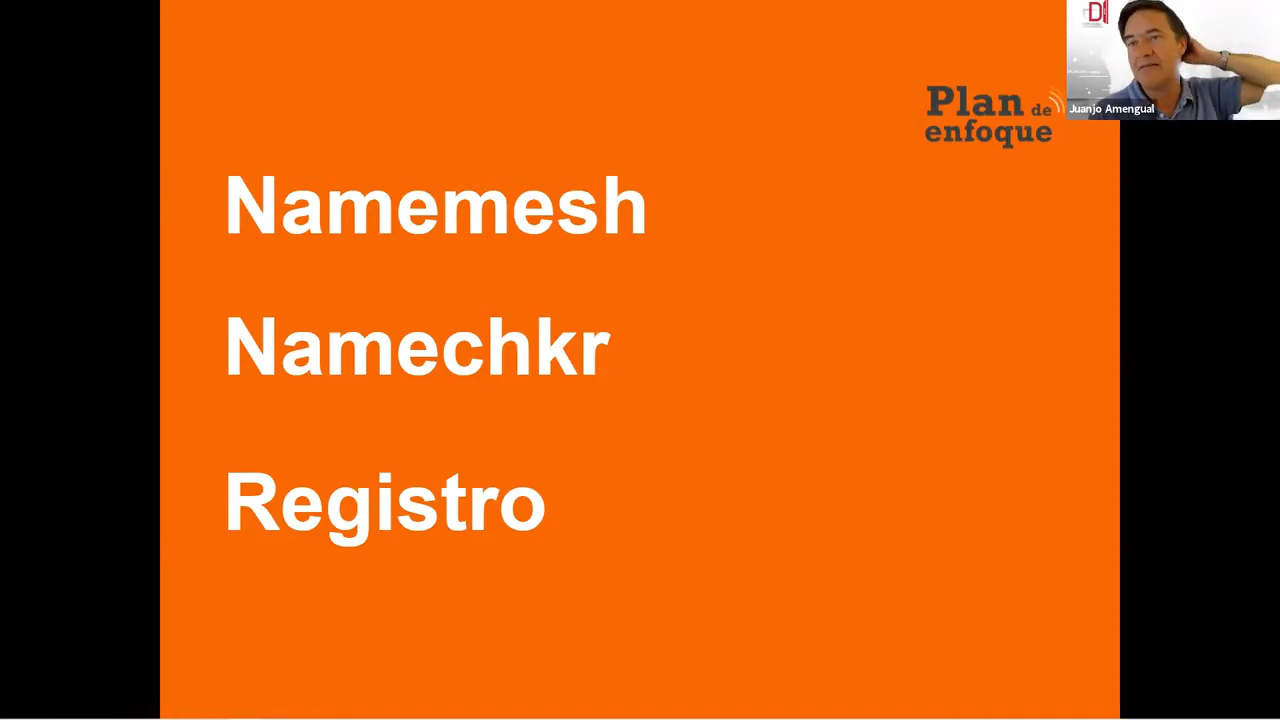 Plan de
enfoque
Juanjo Amengual
Namemesh
Namechkr
Registro